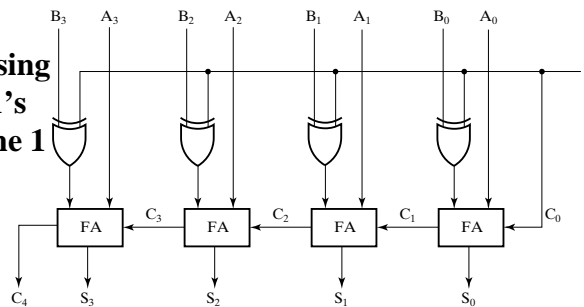 B3 A3 B2 A2 B1 A1 B0 A0
sing
's
ne 1
FA C3 FA C2 FA C1 FA C0
C4 S3 S2 S1 S0